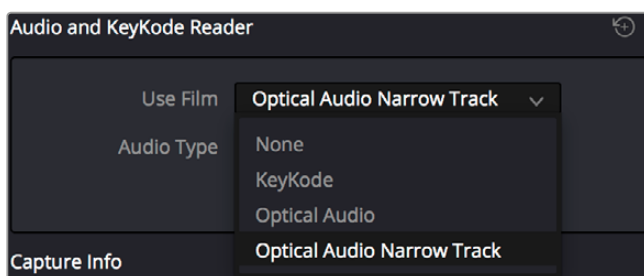 Audio and KeyKode Reader
Use Film Optical Audio Narrow Track
Audio Type None
KeyKode
Optical Audio
Optical Audio Narrow Track
Capture Info